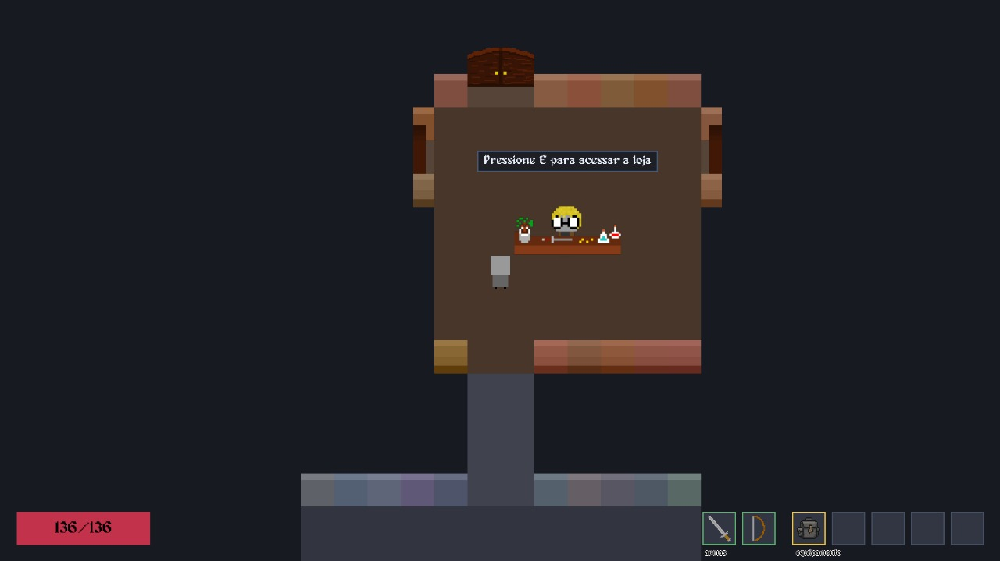 Pressione E para acessar a loja
136/136
armas
equipamento